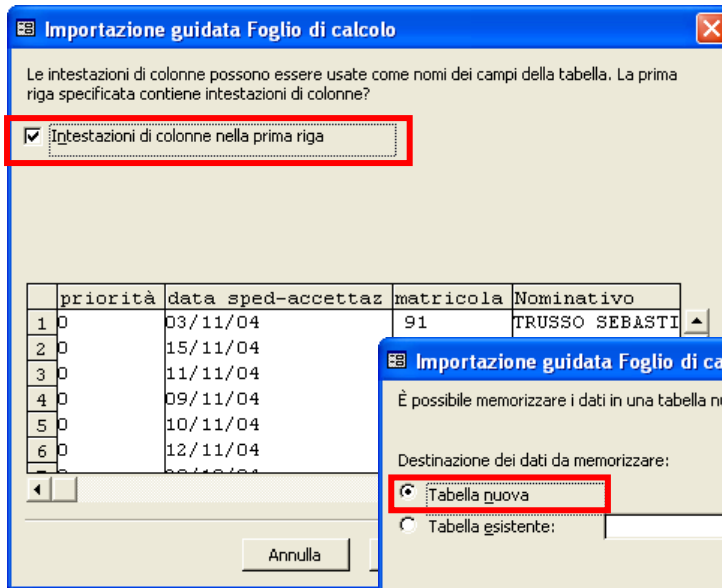 Importazione guidata Foglio di calcolo
Le intestazioni di colonne possono essere usate come nomi dei campi della tabella. La prima
riga specificata contiene intestazioni di colonne?
Intestazioni di colonne nella prima riga
priorità data sped-accettaz matricola Nominativo
1 0 03/11/04 91 TRUSSO SEBASTI
2 0 15/11/04
3 0 11/11/04
4 0 09/11/04
5 0 10/11/04
6 0 12/11/04
Annulla
Importazione guidata Foglio di ca
È possibile memorizzare i dati in una tabella nu
Destinazione dei dati da memorizzare:
Tabella nuova
Tabella esistente: